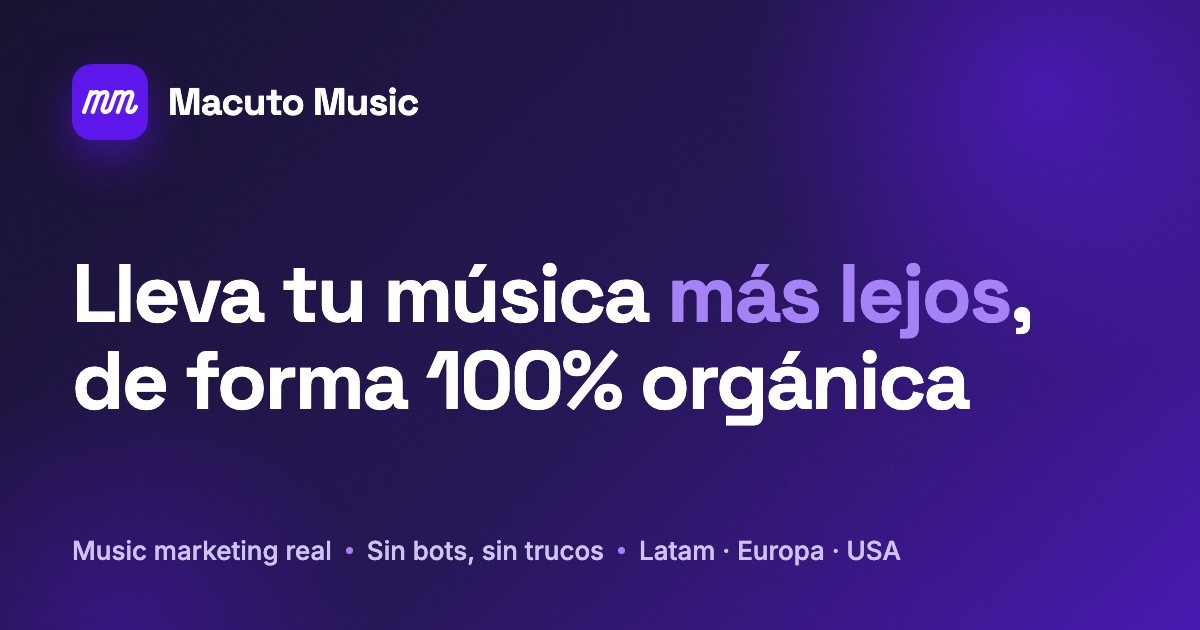 mm Macuto Music
Lleva tu música más lejos,
de forma 100% orgánica
Music marketing real • Sin bots, sin trucos • Latam · Europa · USA